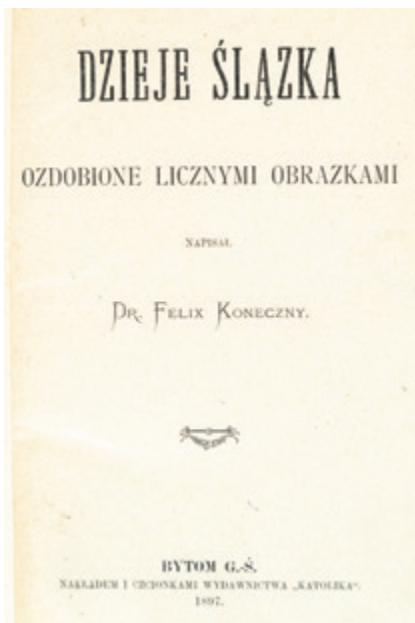 DZIEJE ŚLĄZKA
OZDOBIONE LICZNYMI OBRAZKAMI
NAPISAŁ
DR. FELIX KONECZNY.
BYTOM G.-Ś.
NAKŁADEM I CZCIONKAMI WYDAWNICTWA „KATOLIKA“.
1897.